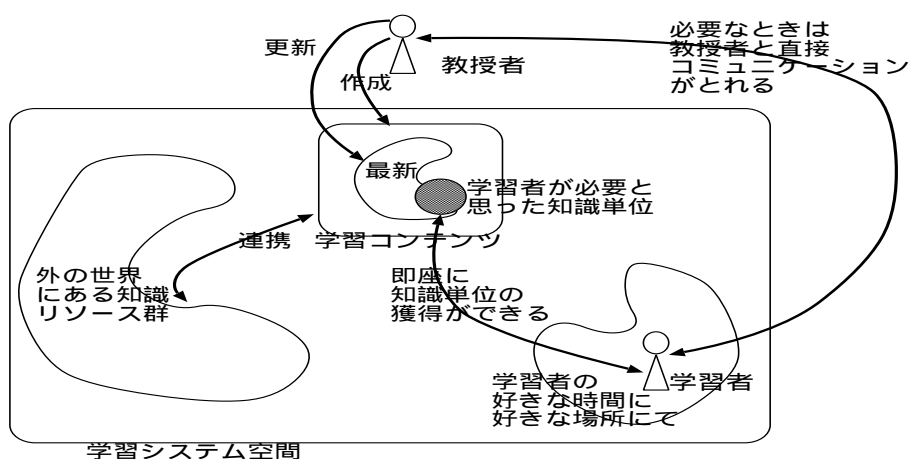 更新
作成
教授者
必要なときは
教授者と直接
コミュニケーション
がとれる
最新
学習者が必要と
思った知識単位
連携
学習コンテンツ
外の世界
にある知識
リソース群
即座に
知識単位の
獲得ができる
学習者の
好きな時間に
好きな場所にて
学習者
学習システム空間